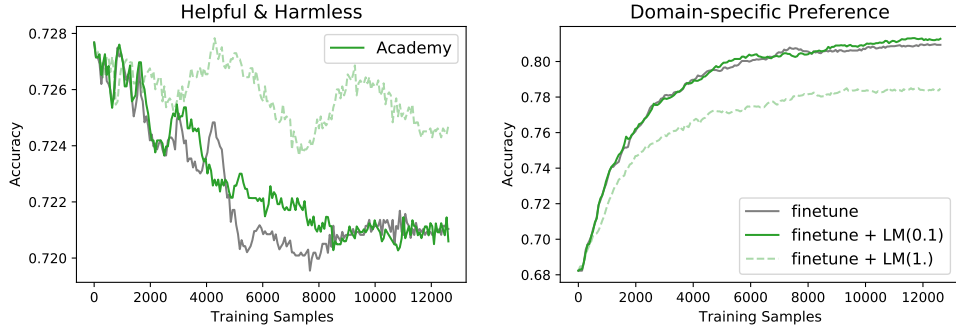 Helpful & Harmless
Accuracy
0.728
0.726
0.724
0.722
0.720
Academy
0
2000
4000
6000
8000
10000
12000
Training Samples
Domain-specific Preference
Accuracy
0.80
0.78
0.76
0.74
0.72
0.70
0.68
finetune
finetune + LM(0.1)
finetune + LM(1.)
0
2000
4000
6000
8000
10000
12000
Training Samples